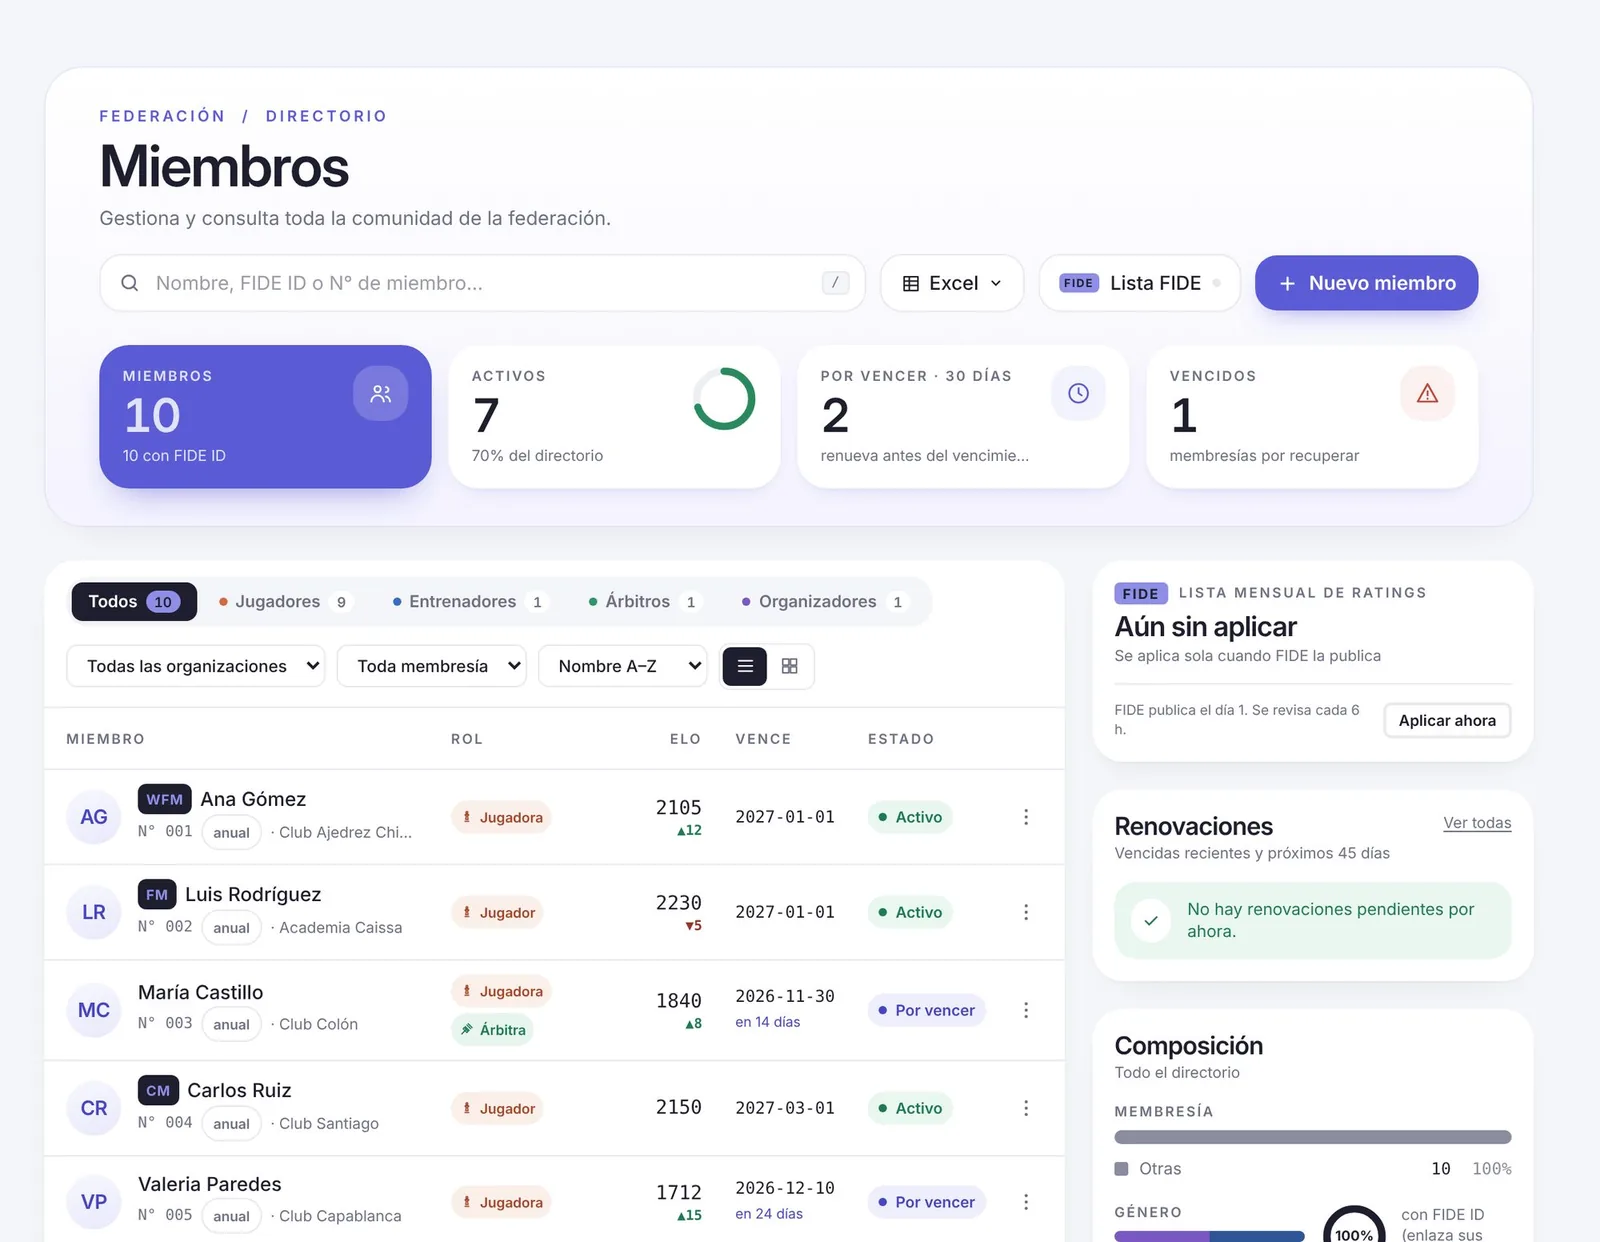 FEDERACIÓN / DIRECTORIO
Miembros
Gestiona y consulta toda la comunidad de la federación.
Nombre, FIDE ID o N° de miembro... /
Excel
FIDE Lista FIDE
+ Nuevo miembro
MIEMBROS
10
10 con FIDE ID
ACTIVOS
7
70% del directorio
POR VENCER · 30 DÍAS
2
renueva antes del vencimie...
VENCIDOS
1
membresías por recuperar
Todos 10 Jugadores 9 Entrenadores 1 Árbitros 1 Organizadores 1
Todas las organizaciones Toda membresía Nombre A–Z
MIEMBRO ROL ELO VENCE ESTADO
AG WFM Ana Gómez
N° 001 anual · Club Ajedrez Chi...
Jugadora
2105
▲12
2027-01-01
Activo
LR FM Luis Rodríguez
N° 002 anual · Academia Caissa
Jugador
2230
▼5
2027-01-01
Activo
MC María Castillo
N° 003 anual · Club Colón
Jugadora
Árbitra
1840
▲8
2026-11-30
en 14 días
Por vencer
CR CM Carlos Ruiz
N° 004 anual · Club Santiago
Jugador
2150
2027-03-01
Activo
VP Valeria Paredes
N° 005 anual · Club Capablanca
Jugadora
1712
▲15
2026-12-10
en 24 días
Por vencer
FIDE LISTA MENSUAL DE RATINGS
Aún sin aplicar
Se aplica sola cuando FIDE la publica
FIDE publica el día 1. Se revisa cada 6
h.
Aplicar ahora
Renovaciones
Ver todas
Vencidas recientes y próximos 45 días
No hay renovaciones pendientes por
ahora.
Composición
Todo el directorio
MEMBRESÍA
Otras 10 100%
GÉNERO
100%
con FIDE ID
(enlaza sus